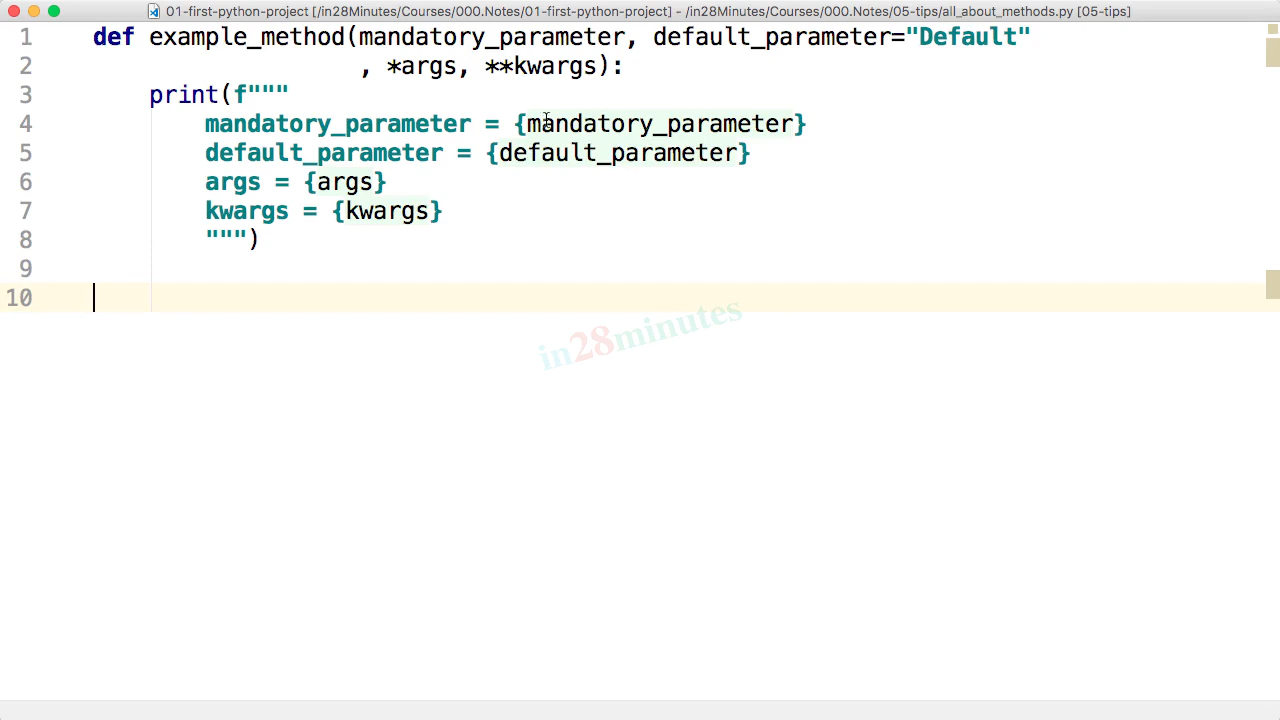 01-first-python-project [/in28Minutes/Courses/000.Notes/01-first-python-project] - /in28Minutes/Courses/000.Notes/05-tips/all_about_methods.py [05-tips]
1 def example_method(mandatory_parameter, default_parameter="Default"
2 , *args, **kwargs):
3 print(f"""
4 mandatory_parameter = {mandatory_parameter}
5 default_parameter = {default_parameter}
6 args = {args}
7 kwargs = {kwargs}
8 """)
9
10
in28minutes